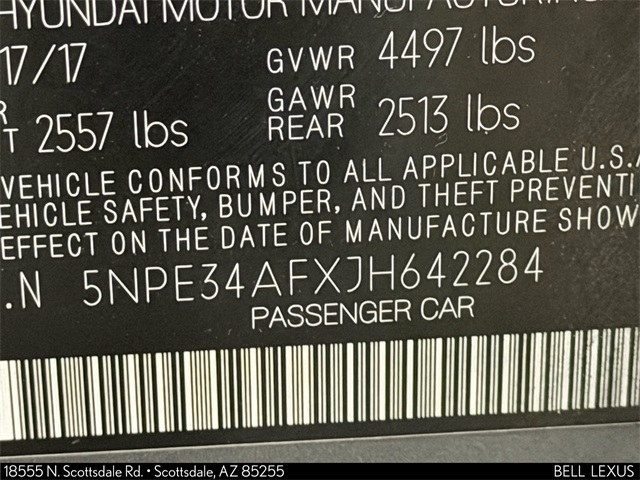 HYUNDAI MOTOR MANUFACTURING
17/17 GVWR 4497 lbs
GAWR
T 2557 lbs REAR 2513 lbs
VEHICLE CONFORMS TO ALL APPLICABLE U.S.A
EHICLE SAFETY, BUMPER, AND THEFT PREVENTI
EFFECT ON THE DATE OF MANUFACTURE SHOW
.N 5NPE34AFXJH642284
PASSENGER CAR
18555 N. Scottsdale Rd. • Scottsdale, AZ 85255 BELL LEXUS